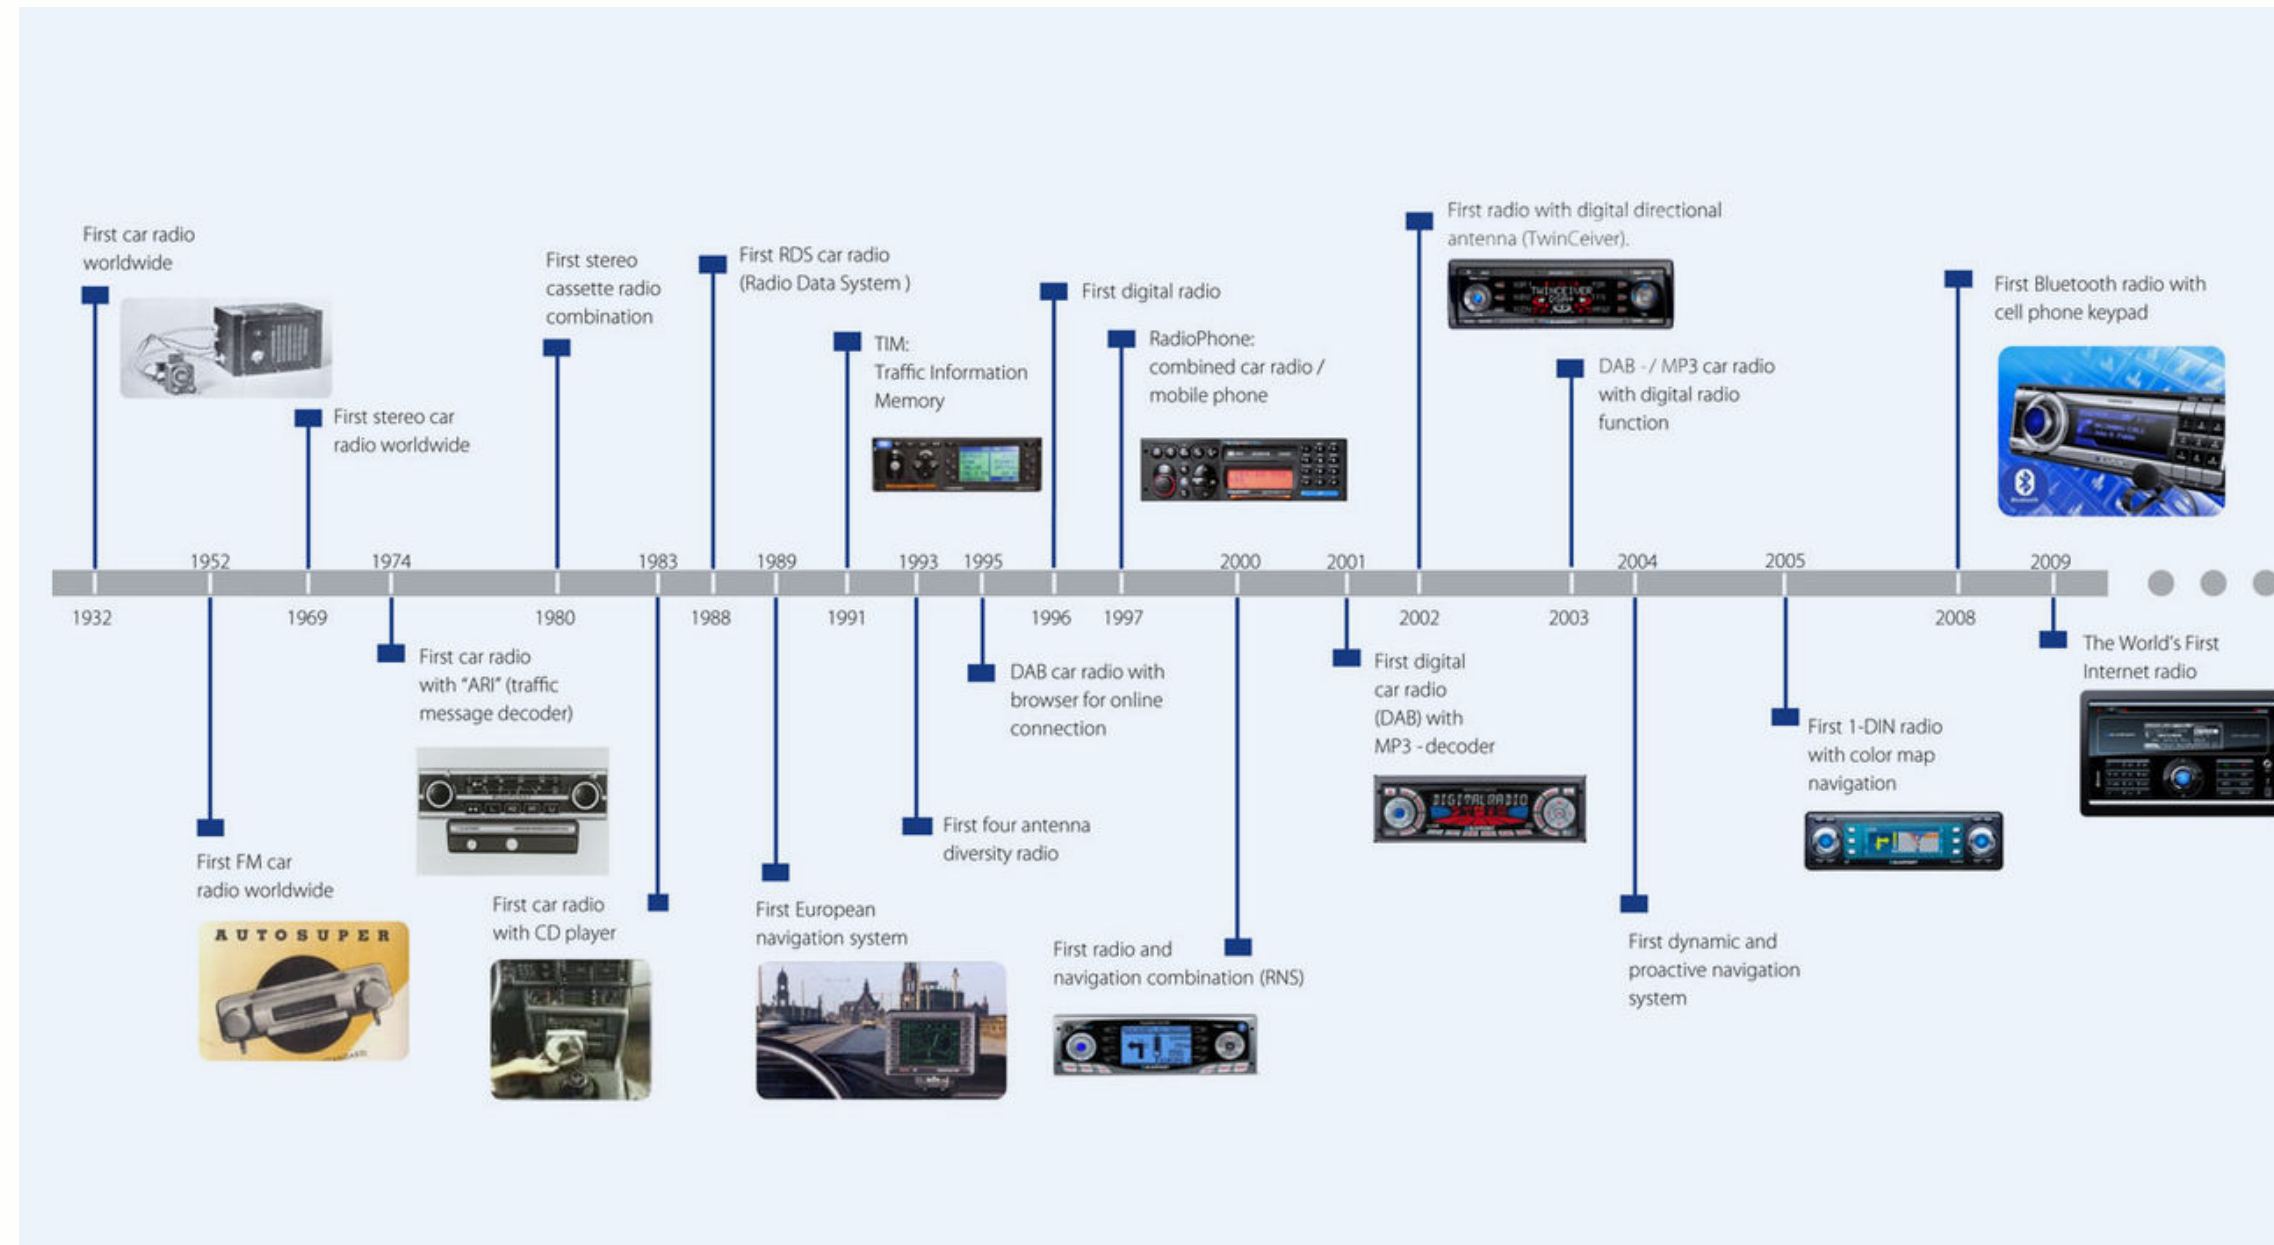 First car radio
worldwide
First stereo car
radio worldwide
First stereo
cassette radio
combination
First RDS car radio
(Radio Data System )
TIM:
Traffic Information
Memory
First digital radio
RadioPhone:
combined car radio /
mobile phone
First radio with digital directional
antenna (TwinCeiver).
TWINCEIVER
DAB - / MP3 car radio
with digital radio
function
First Bluetooth radio with
cell phone keypad
Bluetooth
1952
1974
1983
1989
1993
1995
2000
2001
2004
2005
2009
1932
1969
1980
1988
1991
1996
1997
2002
2003
2008
First FM car
radio worldwide
AUTOSUPER
First car radio
with "ARI" (traffic
message decoder)
First car radio
with CD player
First European
navigation system
First four antenna
diversity radio
DAB car radio with
browser for online
connection
First radio and
navigation combination (RNS)
First digital
car radio
(DAB) with
MP3 - decoder
DIGITALRADIO
First dynamic and
proactive navigation
system
First 1-DIN radio
with color map
navigation
The World's First
Internet radio